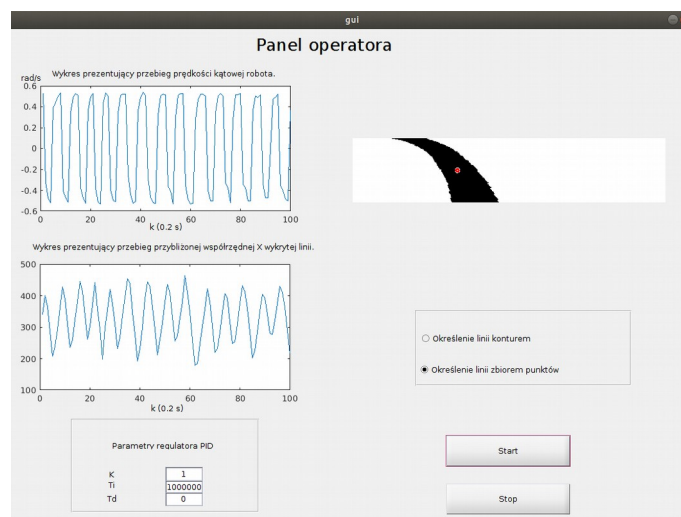 gui
Panel operatora
Wykres prezentujący przebieg prędkości kątowej robota.
rad/s
0.6
0.4
0.2
0
-0.2
-0.4
-0.6
0 20 40 60 80 100
k (0.2 s)
Wykres prezentujący przebieg przybliżonej współrzędnej X wykrytej linii.
500
400
300
200
100
0 20 40 60 80 100
k (0.2 s)
Określenie linii konturem
Określenie linii zbiorem punktów
Parametry regulatora PID
K 1
Ti 1000000
Td 0
Start
Stop